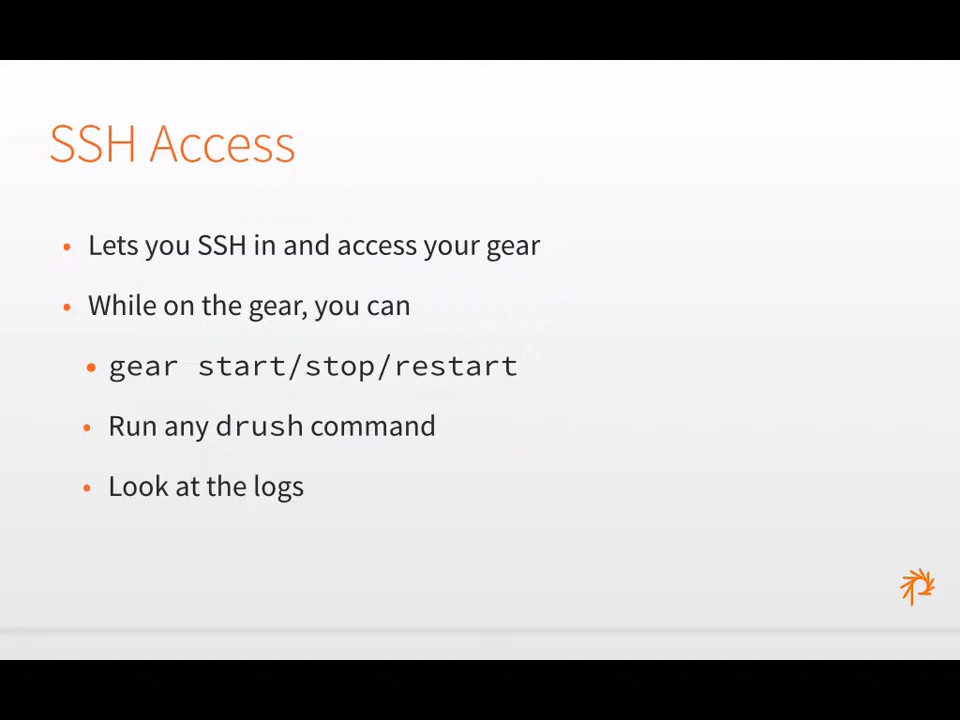 SSH Access
• Lets you SSH in and access your gear
• While on the gear, you can
• gear start/stop/restart
• Run any drush command
• Look at the logs